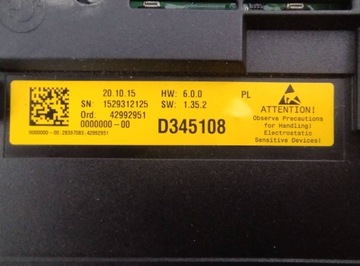 20.10.15 HW: 6.0.0 PL
SN: 1529312125 SW: 1.35.2
Ord: 42992951
0000000-00 D345108
ATTENTION!
Observe Precautions
for Handling!
Electrostatic
Sensitive Devices!